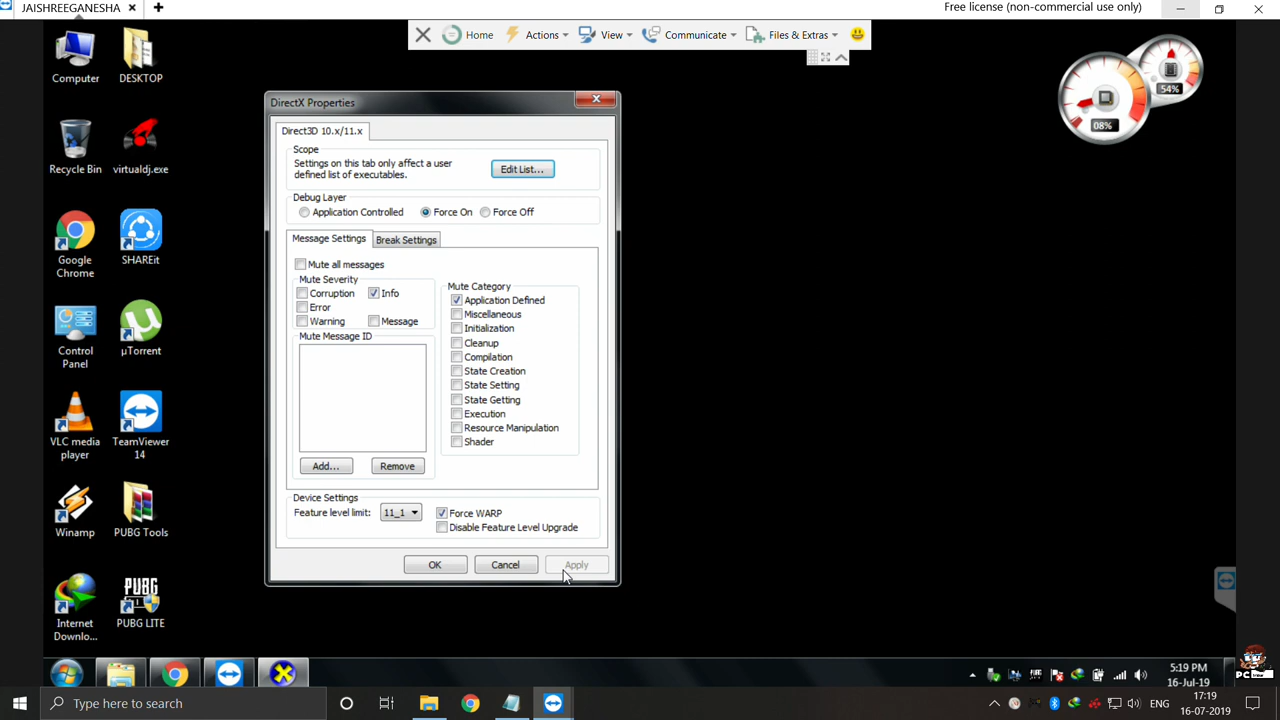 JAISHREEGANESHA
Free license (non-commercial use only)
Home
Actions
View
Communicate
Files & Extras
Computer
DESKTOP
Recycle Bin
virtualdj.exe
Google
Chrome
SHAREit
Control
Panel
µTorrent
VLC media
player
TeamViewer
14
Winamp
PUBG Tools
Internet
Downlo...
PUBG
LITE
PUBG LITE
54%
08%
DirectX Properties
Direct3D 10.x/11.x
Scope
Settings on this tab only affect a user
defined list of executables.
Edit List...
Debug Layer
Application Controlled
Force On
Force Off
Message Settings
Break Settings
Mute all messages
Mute Severity
Corruption
Info
Error
Warning
Message
Mute Message ID
Add...
Remove
Mute Category
Application Defined
Miscellaneous
Initialization
Cleanup
Compilation
State Creation
State Setting
State Getting
Execution
Resource Manipulation
Shader
Device Settings
Feature level limit:
11_1
Force WARP
Disable Feature Level Upgrade
OK
Cancel
Apply
5:19 PM
16-Jul-19
Type here to search
ENG
17:19
16-07-2019